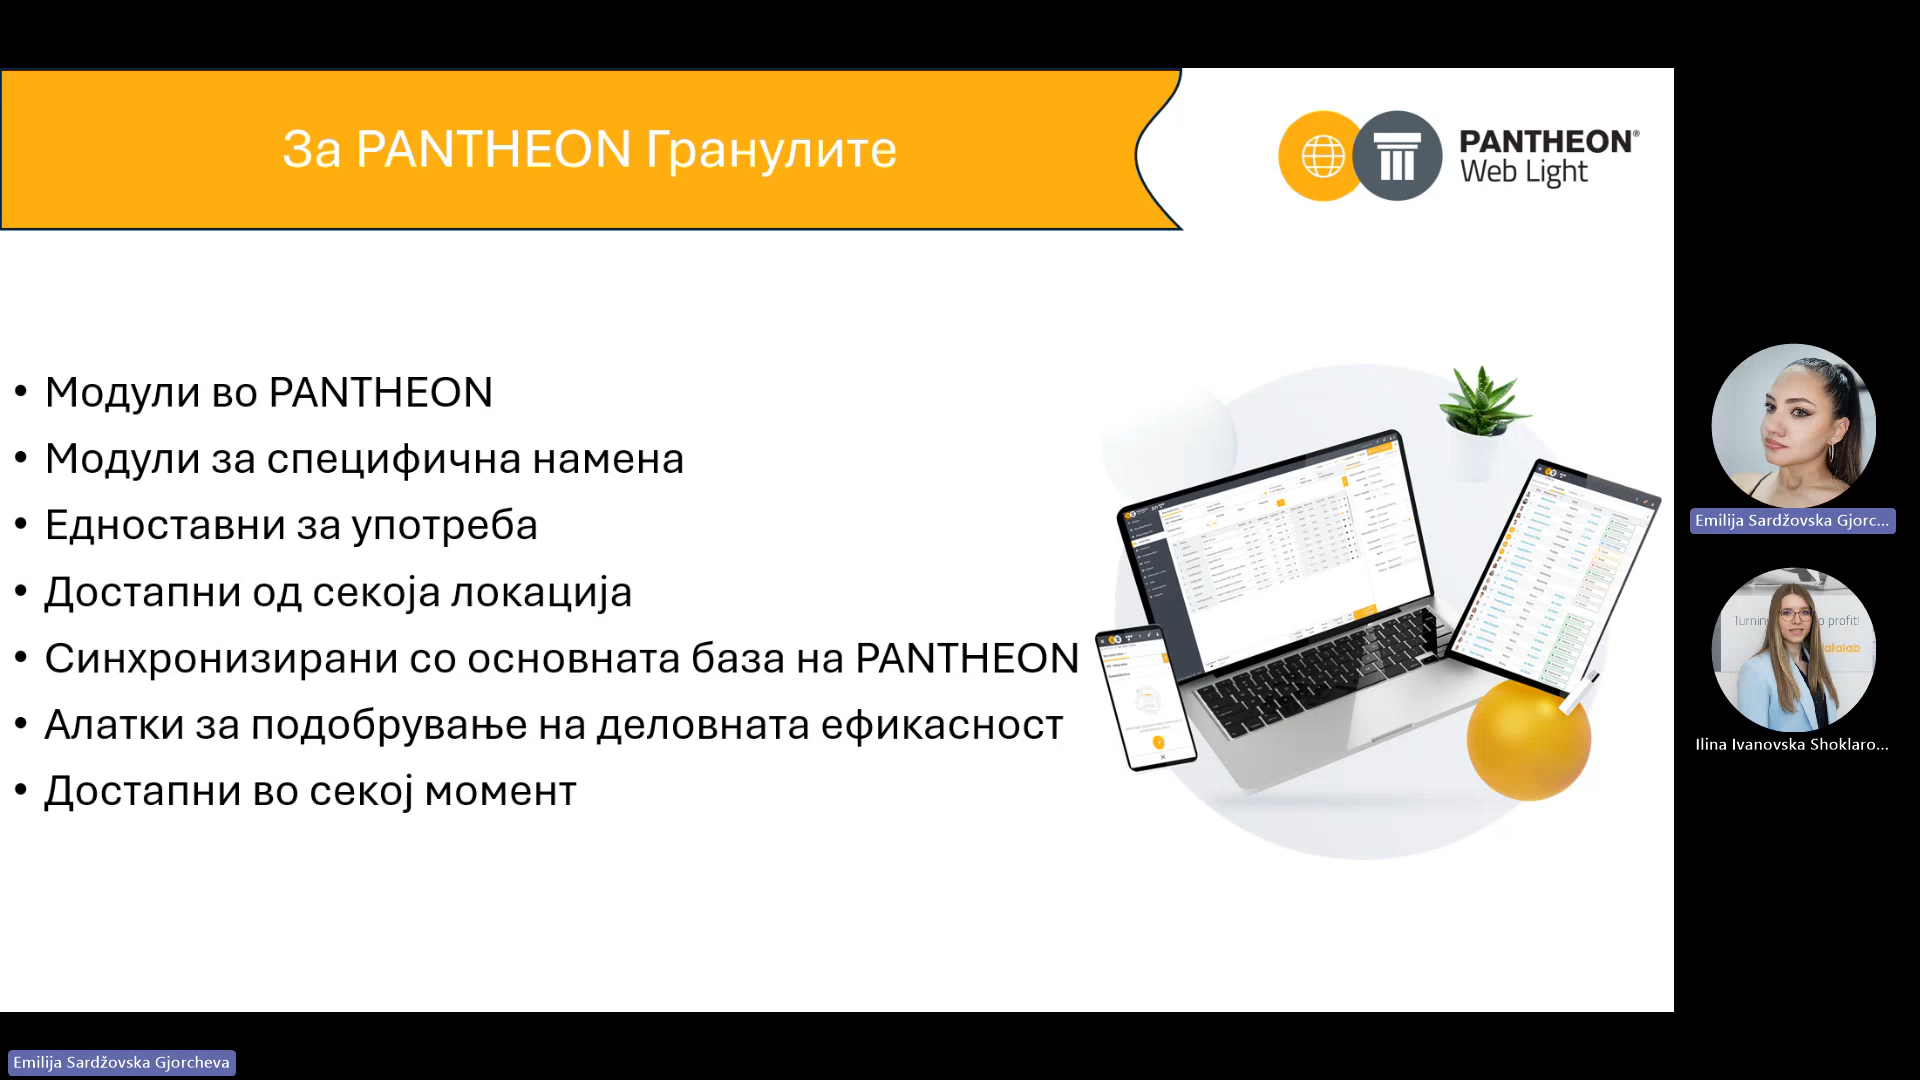 За PANTHEON Гранулите
PANTHEON®
Web Light
• Модули во PANTHEON
• Модули за специфична намена
• Едноставни за употреба
• Достапни од секоја локација
• Синхронизирани со основната база на PANTHEON
• Алатки за подобрување на деловната ефикасност
• Достапни во секој момент
Emilija Sardžovska Gjorc...
Turning
o profit!
Ilina Ivanovska Shoklaro...
Emilija Sardžovska Gjorcheva